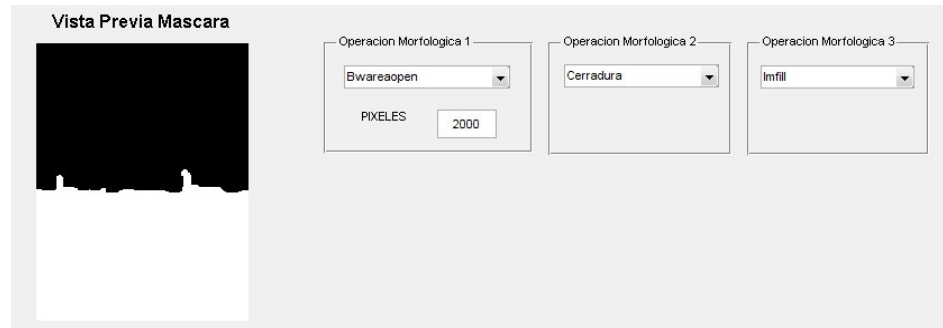 Vista Previa Mascara
Operacion Morfologica 1
Bwareaopen
PIXELES
2000
Operacion Morfologica 2
Cerradura
Operacion Morfologica 3
Imfill